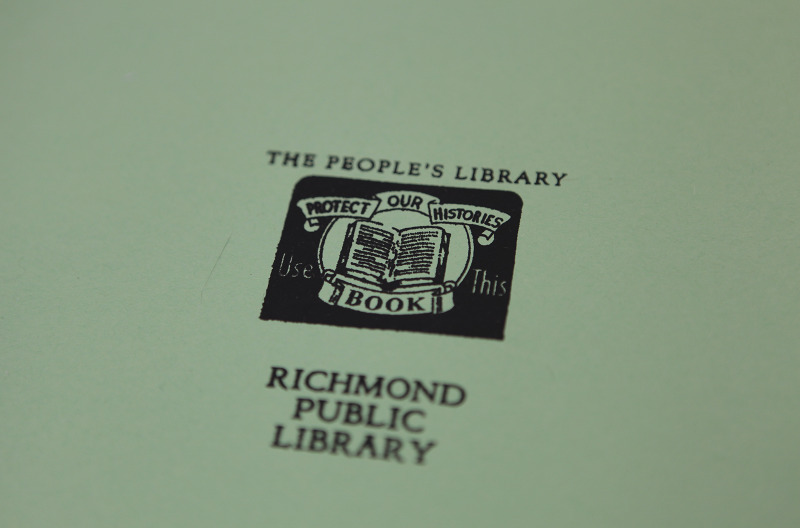 THE PEOPLE'S LIBRARY
PROTECT OUR HISTORIES
Use This
BOOK
RICHMOND
PUBLIC
LIBRARY